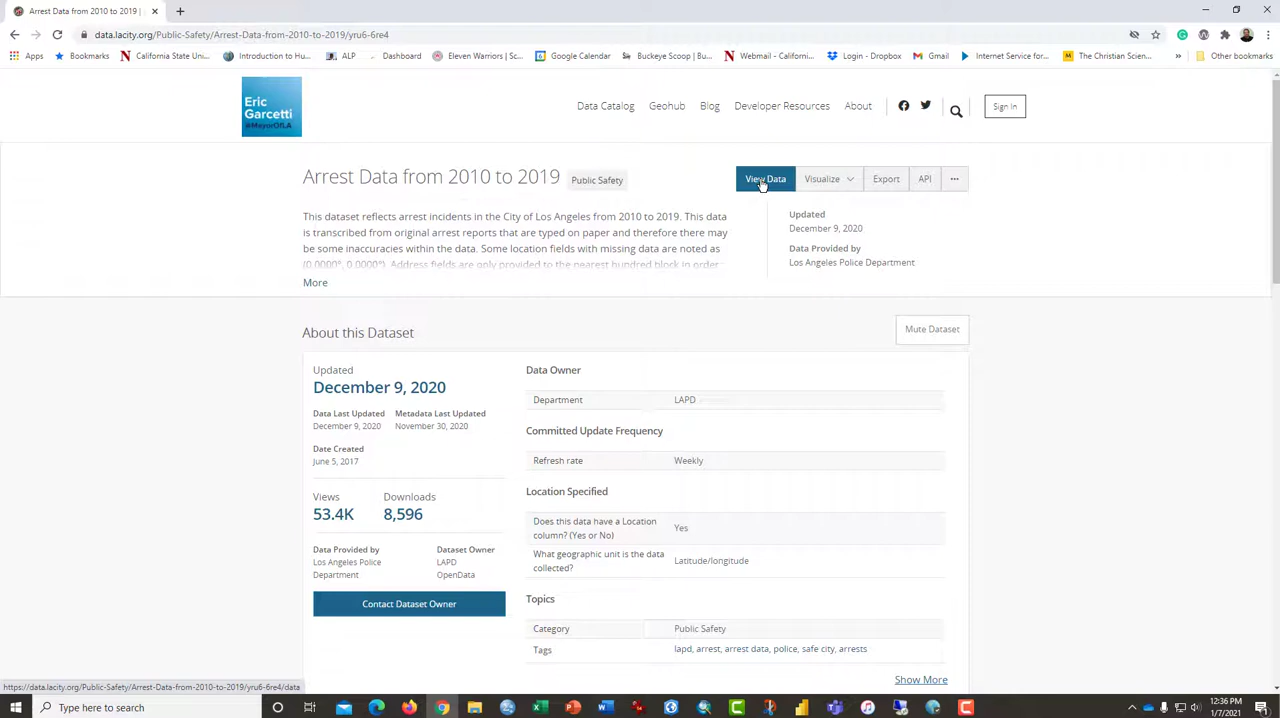 Arrest Data from 2010 to 2019 |
data.lacity.org/Public-Safety/Arrest-Data-from-2010-to-2019/yru6-6re4
Apps Bookmarks California State Uni... Introduction to Hu... ALP Dashboard Eleven Warriors | Sc... Google Calendar Buckeye Scoop | Bu... Webmail - Californi... Login - Dropbox Gmail Internet Service for... The Christian Scien... » Other bookmarks
Eric
Garcetti
#MayorOfLA
Data Catalog Geohub Blog Developer Resources About Sign In
Arrest Data from 2010 to 2019 Public Safety View Data Visualize Export API ...
This dataset reflects arrest incidents in the City of Los Angeles from 2010 to 2019. This data
is transcribed from original arrest reports that are typed on paper and therefore there may
be some inaccuracies within the data. Some location fields with missing data are noted as
(0.0000°, 0.0000°). Address fields are only provided to the nearest hundred block in order
More
Updated
December 9, 2020
Data Provided by
Los Angeles Police Department
About this Dataset Mute Dataset
Updated
December 9, 2020
Data Last Updated Metadata Last Updated
December 9, 2020 November 30, 2020
Date Created
June 5, 2017
Views Downloads
53.4K 8,596
Data Provided by Dataset Owner
Los Angeles Police LAPD
Department OpenData
Contact Dataset Owner
Data Owner
Department LAPD
Committed Update Frequency
Refresh rate Weekly
Location Specified
Does this data have a Location
column? (Yes or No) Yes
What geographic unit is the data
collected? Latitude/longitude
Topics
Category Public Safety
Tags lapd, arrest, arrest data, police, safe city, arrests
Show More
https://data.lacity.org/Public-Safety/Arrest-Data-from-2010-to-2019/yru6-6re4/data
Type here to search
12:36 PM
1/7/2021